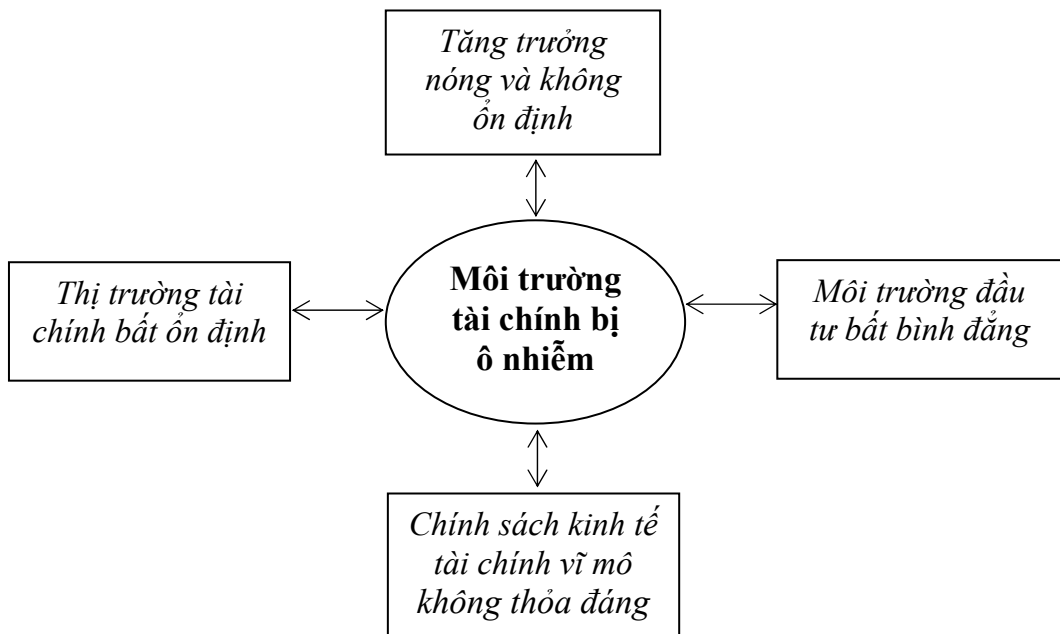 Tăng trưởng
nóng và không
ổn định
Thị trường tài
chính bất ổn định
Môi trường
tài chính bị
ô nhiễm
Môi trường đầu
tư bất bình đẳng
Chính sách kinh tế
tài chính vĩ mô
không thỏa đáng